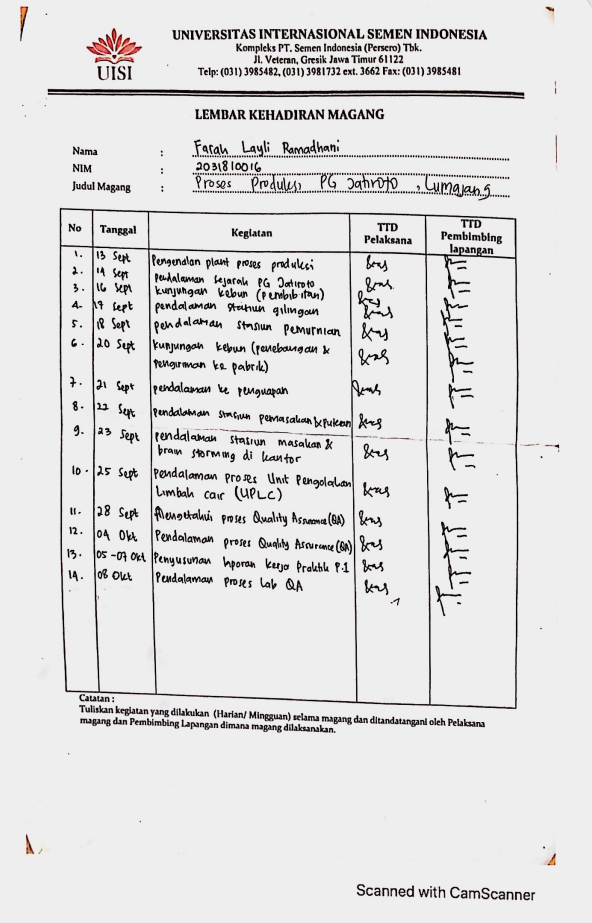 UISI
UNIVERSITAS INTERNASIONAL SEMEN INDONESIA
Kompleks PT. Semen Indonesia (Persero) Tbk.
Jl. Veteran, Gresik Jawa Timur 61122
Telp: (031) 3985482, (031) 3981732 ext. 3662 Fax: (031) 3985481
LEMBAR KEHADIRAN MAGANG
Nama : Farah Layli Ramadhani
NIM : 2031810016
Judul Magang : Proses Produksi PG Jatiroto, Lumajang
No Tanggal Kegiatan TTD Pelaksana TTD Pembimbing lapangan
1. 13 Sept Pengenalan plant proses produksi
2. 14 Sept Pendalaman sejarah PG Jatiroto
3. 16 Sept kunjungan kebun (pembibitan)
4. 17 Sept pendalaman stasiun gilingan
5. 18 Sept pendalaman stasiun pemurnian
6. 20 Sept kunjungan kebun (penebangan &
pengiriman ke pabrik)
7. 21 Sept pendalaman ke penguapan
8. 22 Sept pendalaman stasiun pemasakan &
9. 23 Sept pendalaman stasiun masakan &
brain storming di kantor
10. 25 Sept Pendalaman proses Unit Pengolahan
Limbah cair (UPLC)
11. 28 Sept Mengetahui proses Quality Assurance (QA)
12. 04 Okt Pendalaman proses Quality Assurance (QA)
13. 05-07 Okt Penyusunan laporan kerja Praktik P.1
14. 08 Okt Pendalaman proses Lab QA
Catatan :
Tuliskan kegiatan yang dilakukan (Harian/ Mingguan) selama magang dan ditandatangani oleh Pelaksana
magang dan Pembimbing Lapangan dimana magang dilaksanakan.
Scanned with CamScanner